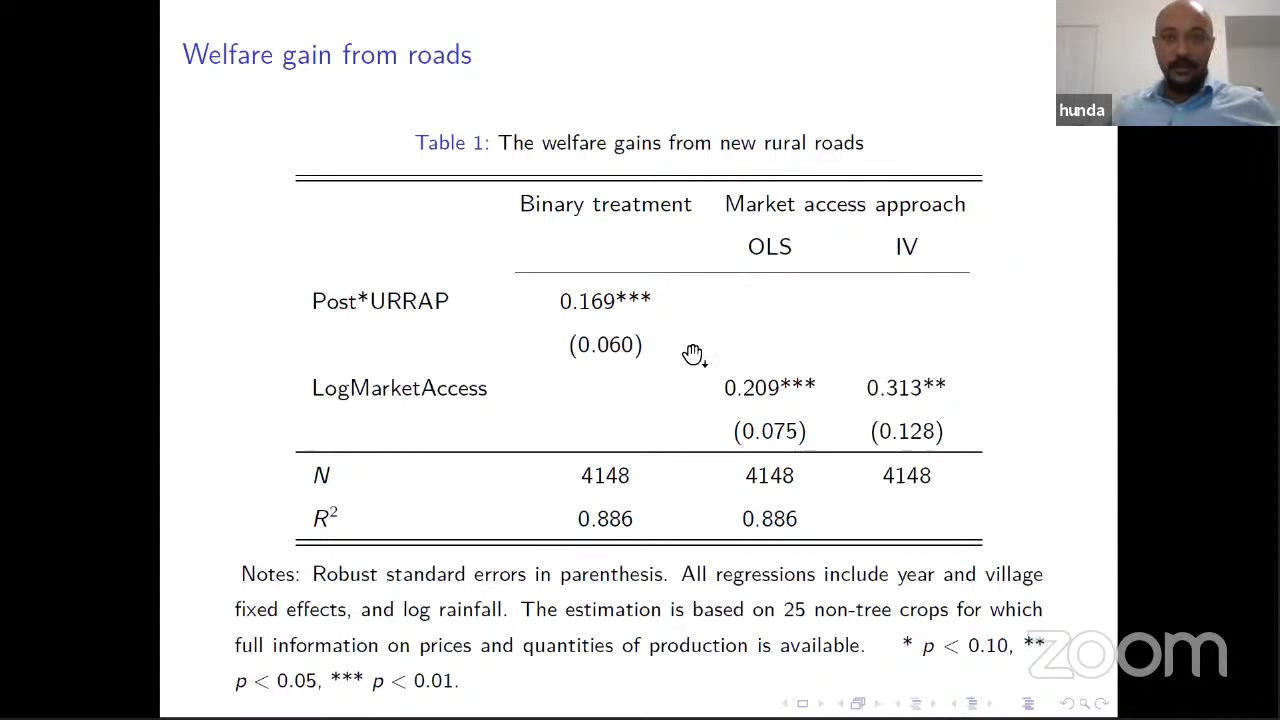 Welfare gain from roads
hunda
Table 1: The welfare gains from new rural roads
Binary treatment Market access approach
OLS IV
Post*URRAP 0.169***
(0.060)
LogMarketAccess 0.209*** 0.313**
(0.075) (0.128)
N 4148 4148 4148
R² 0.886 0.886
Notes: Robust standard errors in parenthesis. All regressions include year and village
fixed effects, and log rainfall. The estimation is based on 25 non-tree crops for which
full information on prices and quantities of production is available. * p < 0.10, **
p < 0.05, *** p < 0.01.
zoom